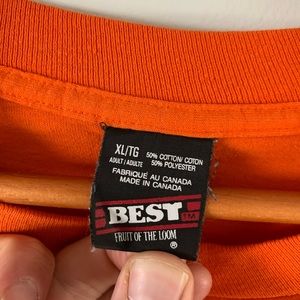 XL/TG 50% COTTON/COTON
ADULT/ADULTE 50% POLYESTER
FABRIQUÉ AU CANADA
MADE IN CANADA
BEST TM
FRUIT OF THE LOOM
®